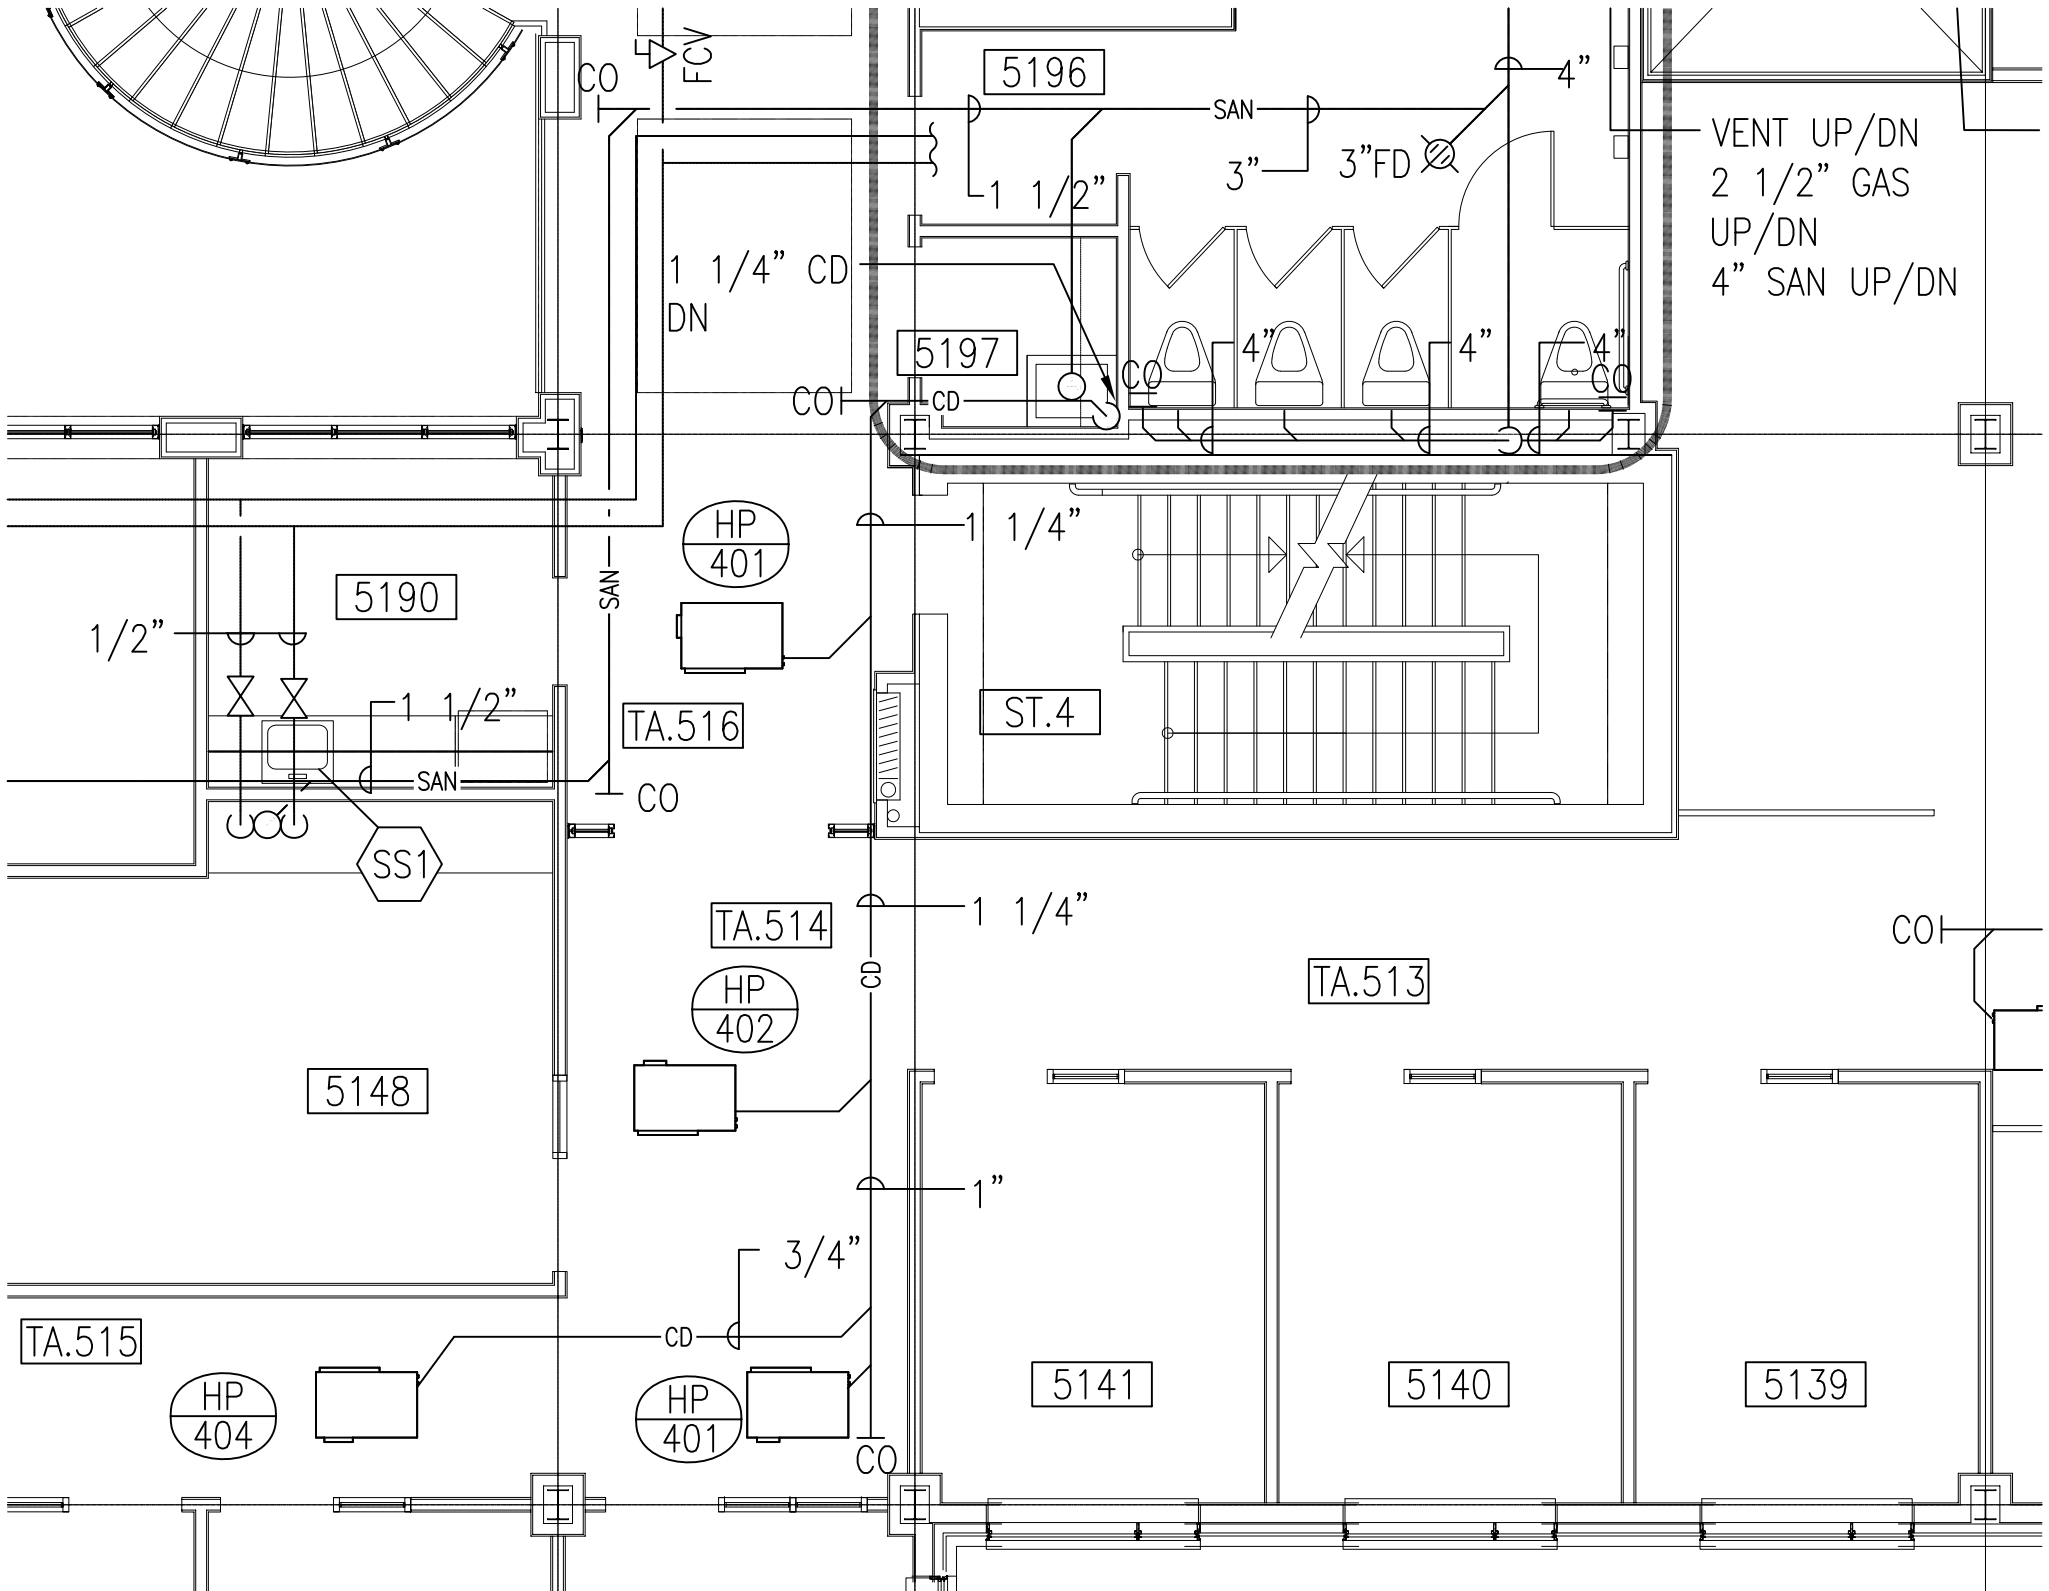 FCV
CO
5196
4”
SAN
VENT UP/DN
2 1/2” GAS
UP/DN
4” SAN UP/DN
3”
3”FD
1 1/2”
1 1/4” CD
DN
5197
4”
4”
4”
CO
CO
CO
CD
HP
401
1 1/4”
SAN
5190
1/2”
1 1/2”
TA.516
ST.4
SAN
CO
SS1
TA.514
1 1/4”
CO
CD
TA.513
HP
402
5148
1”
3/4”
CD
TA.515
HP
404
HP
401
CO
5141
5140
5139